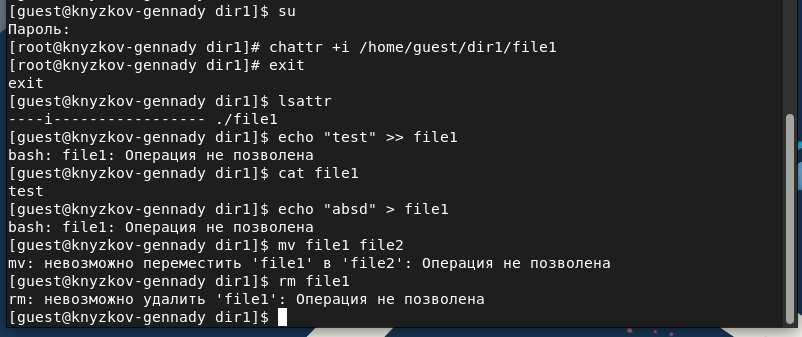 [guest@knyzkov-gennady dir1]$ su
Пароль:
[root@knyzkov-gennady dir1]# chattr +i /home/guest/dir1/file1
[root@knyzkov-gennady dir1]# exit
exit
[guest@knyzkov-gennady dir1]$ lsattr
----i----------------- ./file1
[guest@knyzkov-gennady dir1]$ echo "test" >> file1
bash: file1: Операция не позволена
[guest@knyzkov-gennady dir1]$ cat file1
test
[guest@knyzkov-gennady dir1]$ echo "absd" > file1
bash: file1: Операция не позволена
[guest@knyzkov-gennady dir1]$ mv file1 file2
mv: невозможно переместить 'file1' в 'file2': Операция не позволена
[guest@knyzkov-gennady dir1]$ rm file1
rm: невозможно удалить 'file1': Операция не позволена
[guest@knyzkov-gennady dir1]$